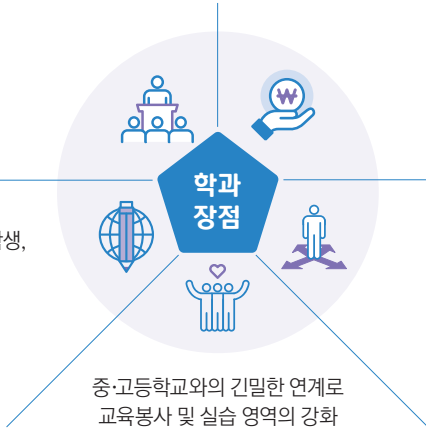 학과
장점
생,
중·고등학교와의 긴밀한 연계로
교육봉사 및 실습 영역의 강화
₩